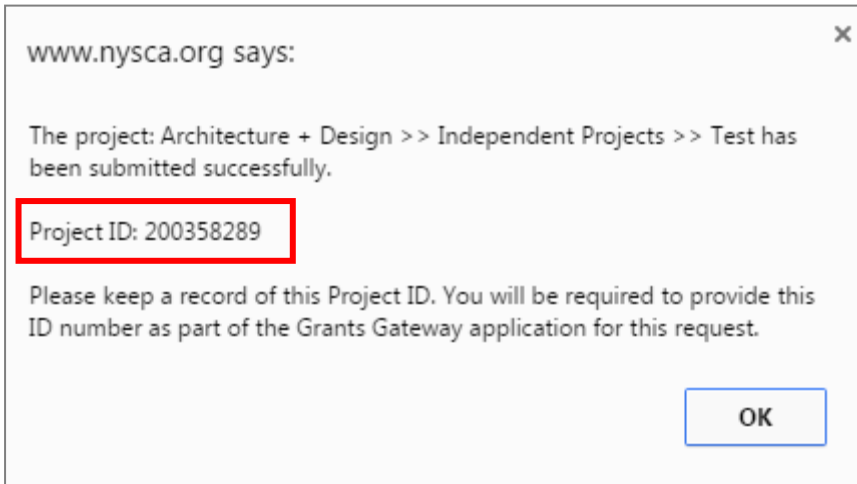 www.nysca.org says:
The project: Architecture + Design >> Independent Projects >> Test has
been submitted successfully.
Project ID: 200358289
Please keep a record of this Project ID. You will be required to provide this
ID number as part of the Grants Gateway application for this request.
OK